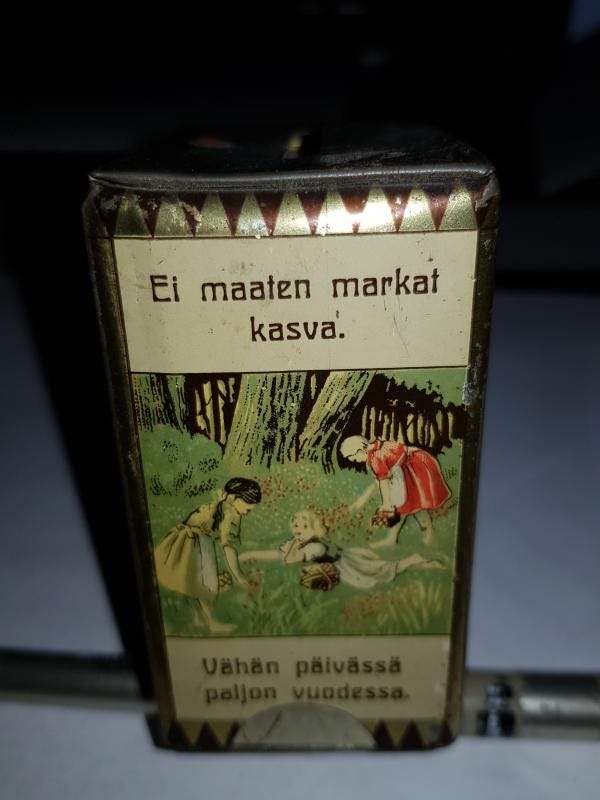 Ei maaten markat
kasva.
Vähän päivässä
paljon vuodessa.